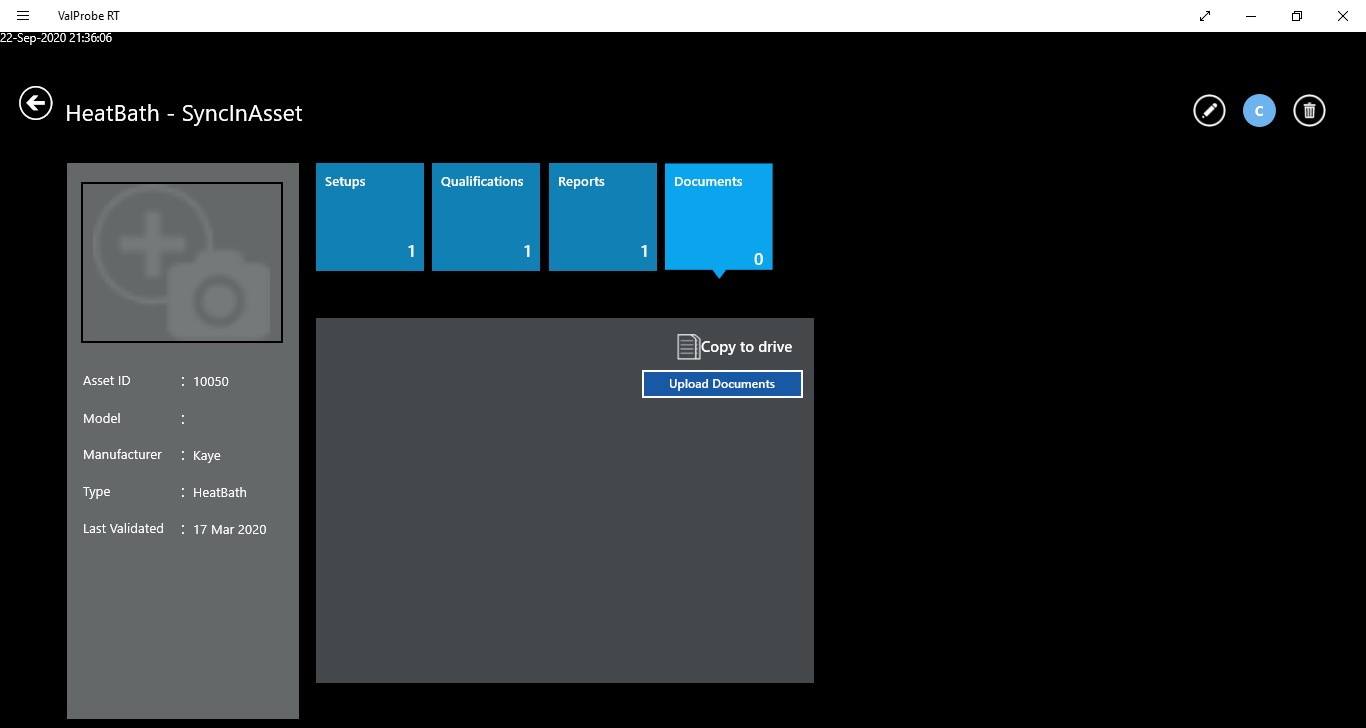 ValProbe RT
22-Sep-2020 21:36:06
HeatBath - SyncInAsset
C
Setups
1
Qualifications
1
Reports
1
Documents
0
Copy to drive
Upload Documents
Asset ID : 10050
Model :
Manufacturer : Kaye
Type : HeatBath
Last Validated : 17 Mar 2020